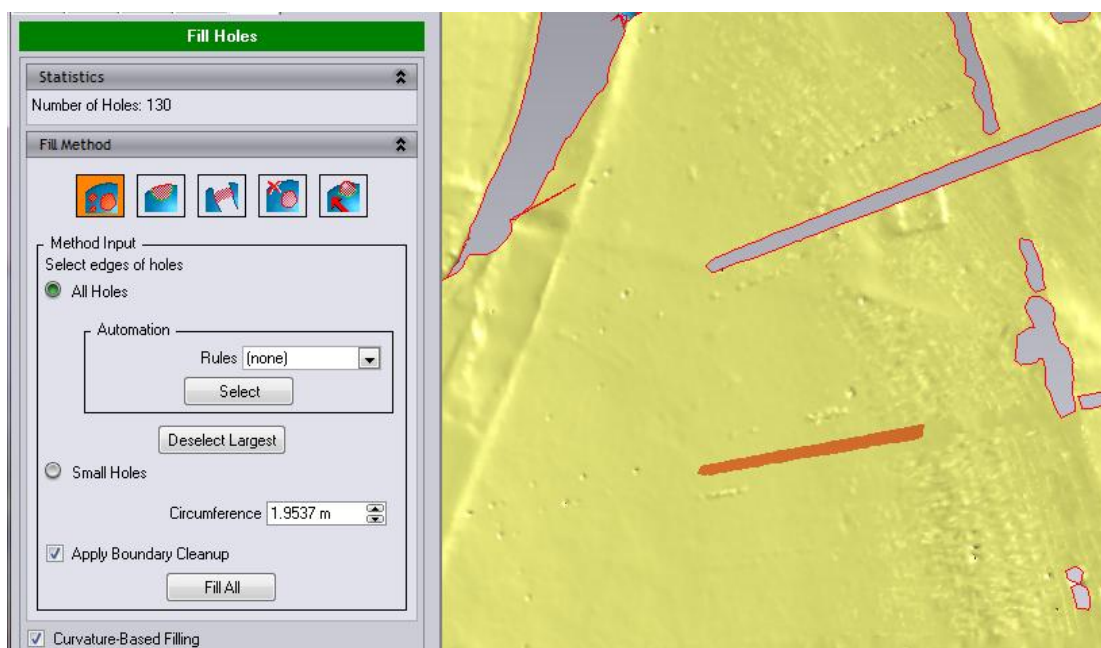 Fill Holes
Statistics
Number of Holes: 130
Fill Method
Method Input
Select edges of holes
All Holes
Automation
Rules (none)
Select
Deselect Largest
Small Holes
Circumference 1.9537 m
Apply Boundary Cleanup
Fill All
Curvature-Based Filling